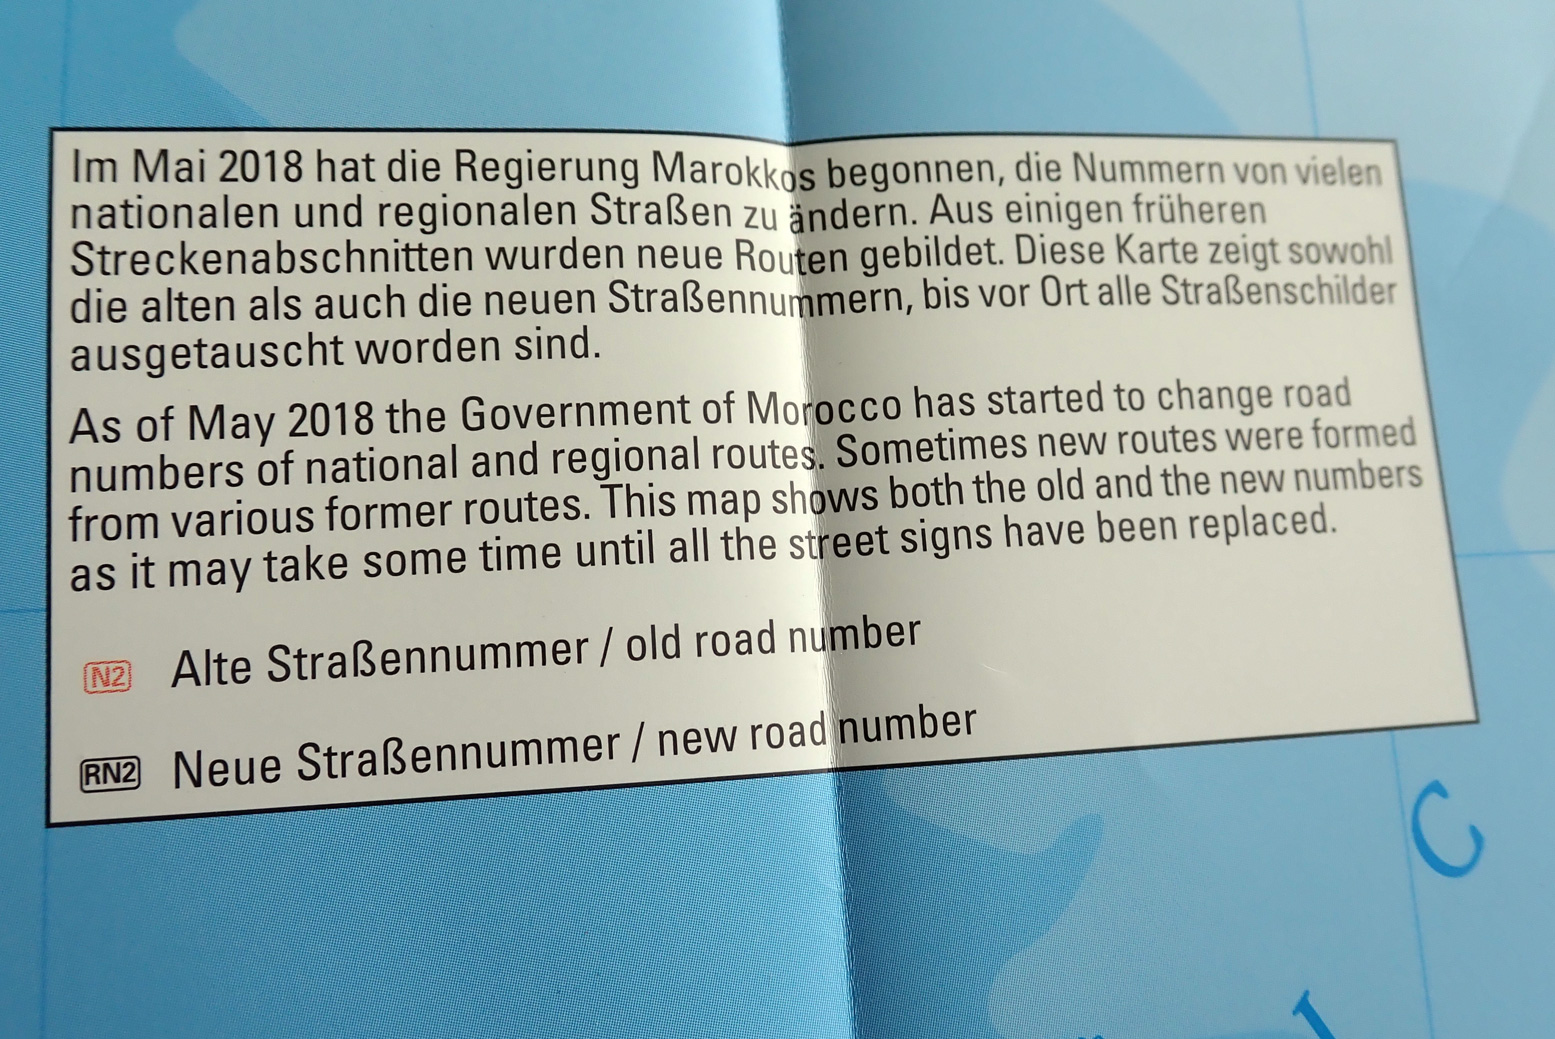 Im Mai 2018 hat die Regierung Marokkos begonnen, die Nummern von vielen
nationalen und regionalen Straßen zu ändern. Aus einigen früheren
Streckenabschnitten wurden neue Routen gebildet. Diese Karte zeigt sowohl
die alten als auch die neuen Straßennummern, bis vor Ort alle Straßenschilder
ausgetauscht worden sind.
As of May 2018 the Government of Morocco has started to change road
numbers of national and regional routes. Sometimes new routes were formed
from various former routes. This map shows both the old and the new numbers
as it may take some time until all the street signs have been replaced.
N2 Alte Straßennummer / old road number
RN2 Neue Straßennummer / new road number
C